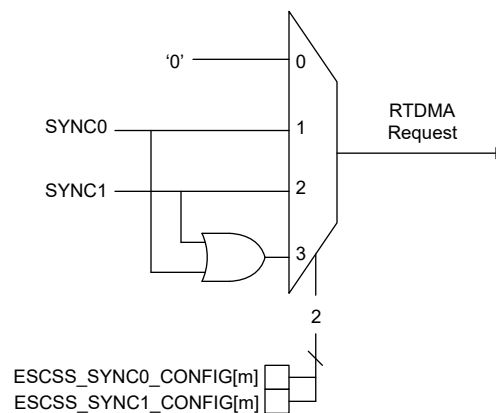 ‘0’
0
SYNC0
1
RTDMA
Request
SYNC1
2
3
2
ESCSS_SYNC0_CONFIG[m]
ESCSS_SYNC1_CONFIG[m]